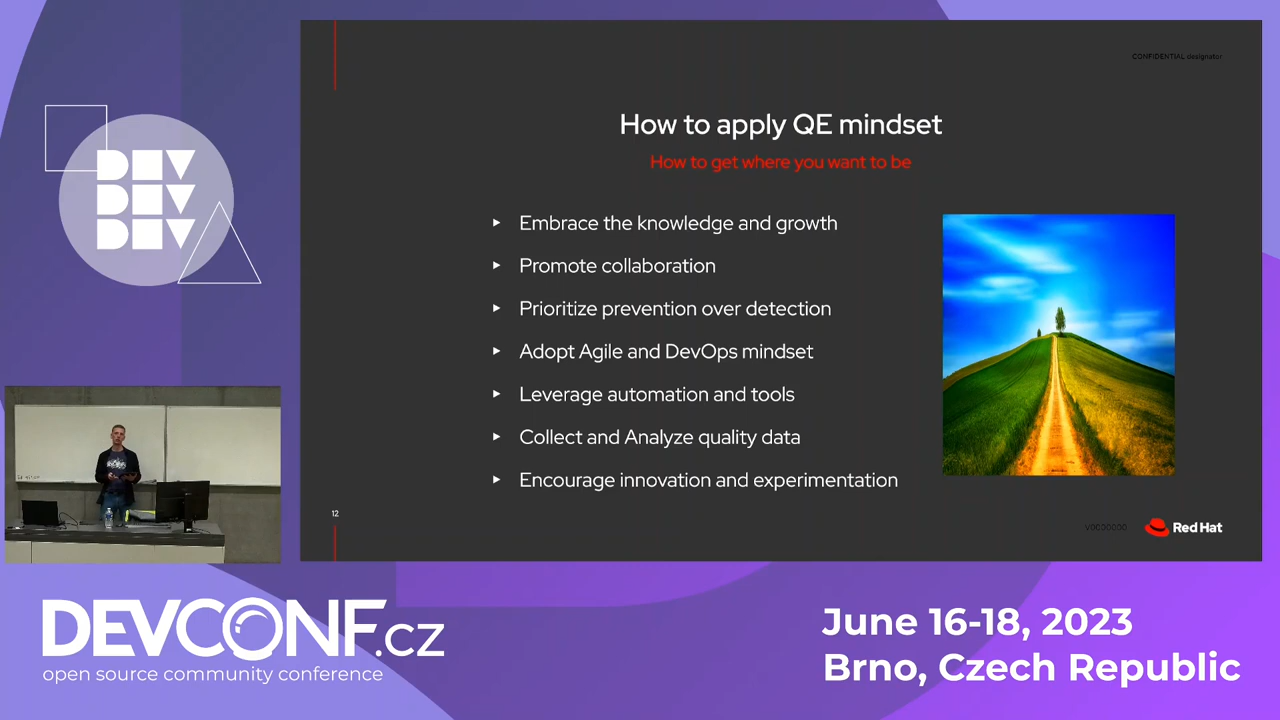 CONFIDENTIAL designator
How to apply QE mindset
How to get where you want to be
DEV
DEV
DEV
▸ Embrace the knowledge and growth
▸ Promote collaboration
▸ Prioritize prevention over detection
▸ Adopt Agile and DevOps mindset
▸ Leverage automation and tools
▸ Collect and Analyze quality data
▸ Encourage innovation and experimentation
12
V0000000
Red Hat
DEVCONF.cz
open source community conference
June 16-18, 2023
Brno, Czech Republic